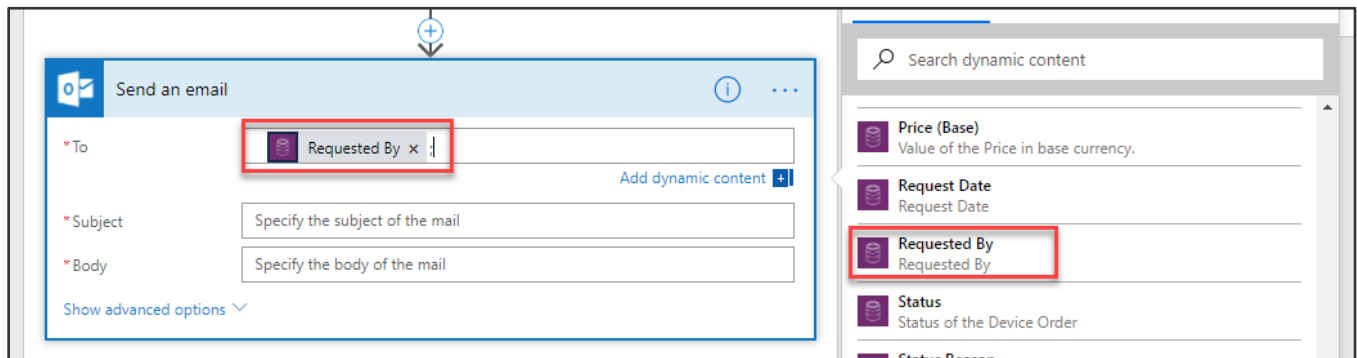 Send an email
* To
Requested By × ;
Add dynamic content
* Subject
Specify the subject of the mail
* Body
Specify the body of the mail
Show advanced options
Search dynamic content
Price (Base)
Value of the Price in base currency.
Request Date
Request Date
Requested By
Requested By
Status
Status of the Device Order
Status Reason